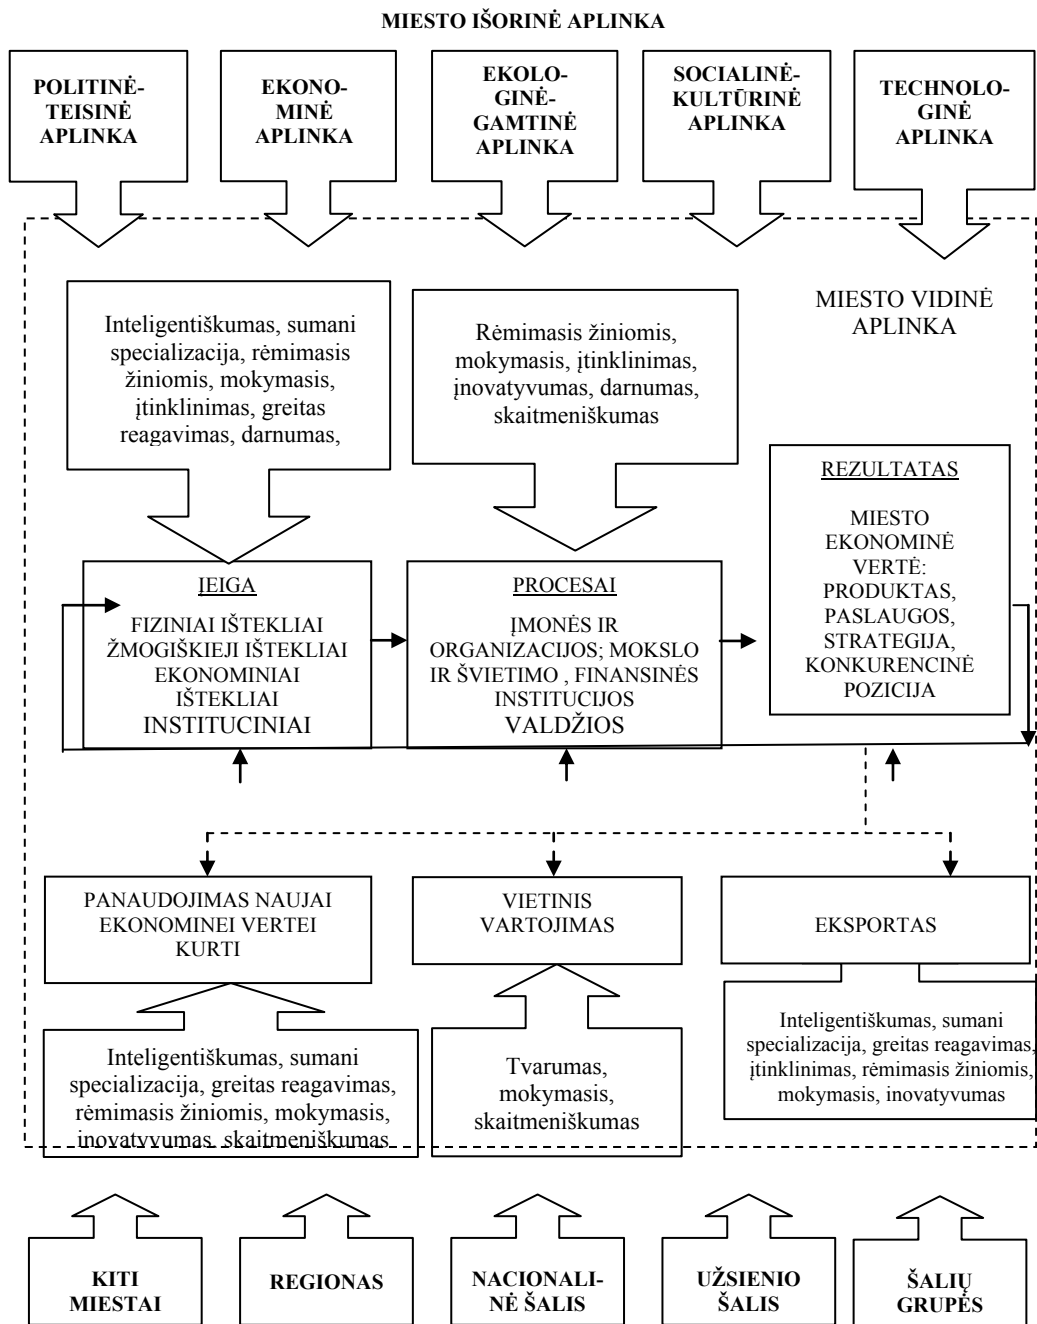 MIESTO IŠORINĖ APLINKA
POLITINĖ-
TEISINĖ
APLINKA
EKONO-
MINĖ
APLINKA
EKOLO-
GINĖ-
GAMTINĖ
APLINKA
SOCIALINĖ-
KULTŪRINĖ
APLINKA
TECHNOLO-
GINĖ
APLINKA
MIESTO VIDINĖ
APLINKA
Inteligentiškumas, sumani
specializacija, rėmimasis
žiniomis, mokymasis,
įtinklinimas, greitas
reagavimas, darnumas,
Rėmimasis žiniomis,
mokymasis, įtinklinimas,
įnovatyvumas, darnumas,
skaitmeniškumas
ĮEIGA
FIZINIAI IŠTEKLIAI
ŽMOGIŠKIEJI IŠTEKLIAI
EKONOMINIAI
IŠTEKLIAI
INSTITUCINIAI
PROCESAI
ĮMONĖS IR
ORGANIZACIJOS; MOKSLO
IR ŠVIETIMO , FINANSINĖS
INSTITUCIJOS
VALDŽIOS
REZULTATAS
MIESTO
EKONOMINĖ
VERTĖ:
PRODUKTAS,
PASLAUGOS,
STRATEGIJA,
KONKURENCINĖ
POZICIJA
PANAUDOJIMAS NAUJAI
EKONOMINEI VERTEI
KURTI
VIETINIS
VARTOJIMAS
EKSPORTAS
Inteligentiškumas, sumani
specializacija, greitas reagavimas,
rėmimasis žiniomis, mokymasis,
inovatyvumas, skaitmeniškumas
Tvarumas,
mokymasis,
skaitmeniškumas
Inteligentiškumas, sumani
specializacija, greitas reagavimas,
įtinklinimas, rėmimasis žiniomis,
mokymasis, inovatyvumas
KITI
MIESTAI
REGIONAS
NACIONALI-
NĖ ŠALIS
UŽSIENIO
ŠALIS
ŠALIŲ
GRUPĖS